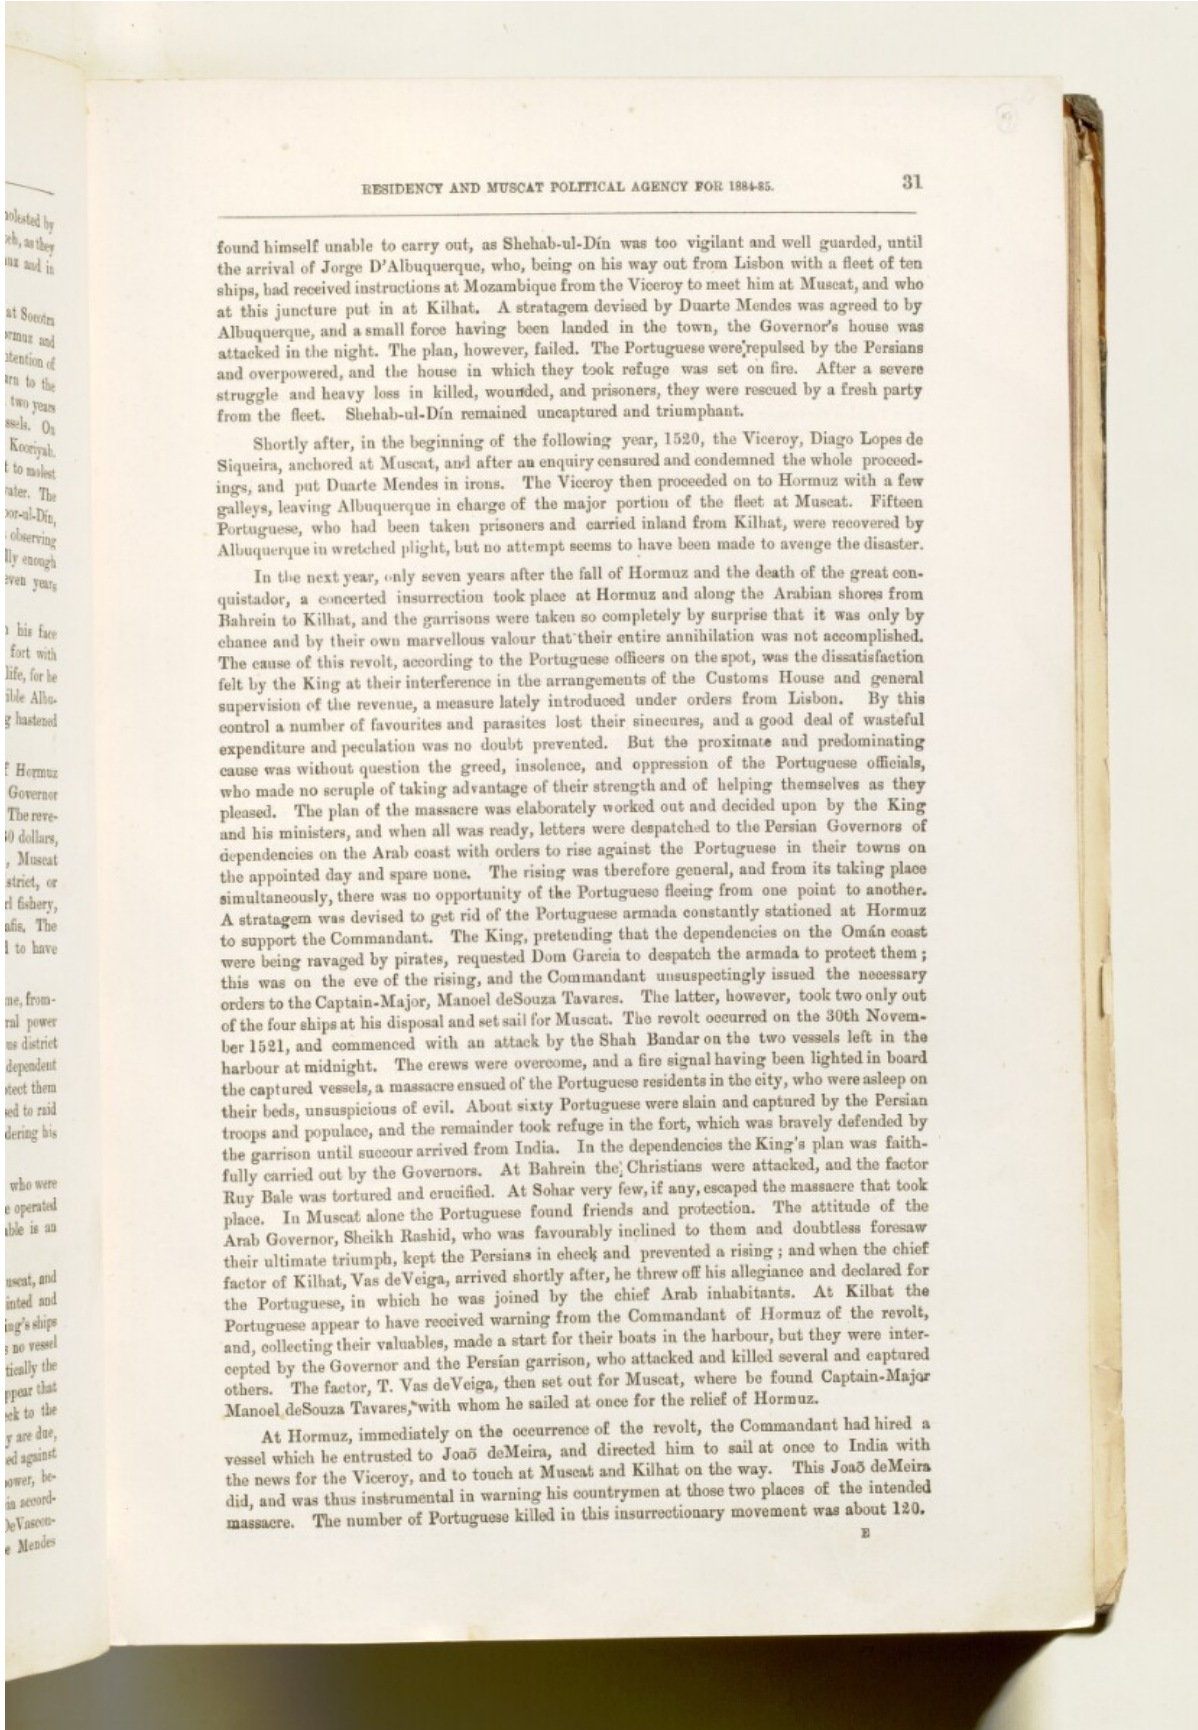 RESIDENCY AND MUSCAT POLITICAL AGENCY FOR 1884-85.
31
found himself unable to carry out, as Shehab-ul-Dín was too vigilant and well guarded, until
the arrival of Jorge D'Albuquerque, who, being on his way out from Lisbon with a fleet of ten
ships, had received instructions at Mozambique from the Viceroy to meet him at Muscat, and who
at this juncture put in at Kilhat. A stratagem devised by Duarte Mendes was agreed to by
Albuquerque, and a small force having been landed in the town, the Governor's house was
attacked in the night. The plan, however, failed. The Portuguese were repulsed by the Persians
and overpowered, and the house in which they took refuge was set on fire. After a severe
struggle and heavy loss in killed, wounded, and prisoners, they were rescued by a fresh party
from the fleet. Shehab-ul-Dín remained uncaptured and triumphant.
Shortly after, in the beginning of the following year, 1520, the Viceroy, Diago Lopes de
Siqueira, anchored at Muscat, and after an enquiry censured and condemned the whole proceed-
ings, and put Duarte Mendes in irons. The Viceroy then proceeded on to Hormuz with a few
galleys, leaving Albuquerque in charge of the major portion of the fleet at Muscat. Fifteen
Portuguese, who had been taken prisoners and carried inland from Kilhat, were recovered by
Albuquerque in wretched plight, but no attempt seems to have been made to avenge the disaster.
In the next year, only seven years after the fall of Hormuz and the death of the great con-
quistador, a concerted insurrection took place at Hormuz and along the Arabian shores from
Bahrein to Kilhat, and the garrisons were taken so completely by surprise that it was only by
chance and by their own marvellous valour that their entire annihilation was not accomplished.
The cause of this revolt, according to the Portuguese officers on the spot, was the dissatisfaction
felt by the King at their interference in the arrangements of the Customs House and general
supervision of the revenue, a measure lately introduced under orders from Lisbon. By this
control a number of favourites and parasites lost their sinecures, and a good deal of wasteful
expenditure and peculation was no doubt prevented. But the proximate and predominating
cause was without question the greed, insolence, and oppression of the Portuguese officials,
who made no scruple of taking advantage of their strength and of helping themselves as they
pleased. The plan of the massacre was elaborately worked out and decided upon by the King
and his ministers, and when all was ready, letters were despatched to the Persian Governors of
dependencies on the Arab coast with orders to rise against the Portuguese in their towns on
the appointed day and spare none. The rising was therefore general, and from its taking place
simultaneously, there was no opportunity of the Portuguese fleeing from one point to another.
A stratagem was devised to get rid of the Portuguese armada constantly stationed at Hormuz
to support the Commandant. The King, pretending that the dependencies on the Omán coast
were being ravaged by pirates, requested Dom Garcia to despatch the armada to protect them ;
this was on the eve of the rising, and the Commandant unsuspectingly issued the necessary
orders to the Captain-Major, Manoel deSouza Tavares. The latter, however, took two only out
of the four ships at his disposal and set sail for Muscat. The revolt occurred on the 30th Novem-
ber 1521, and commenced with an attack by the Shah Bandar on the two vessels left in the
harbour at midnight. The crews were overcome, and a fire signal having been lighted in board
the captured vessels, a massacre ensued of the Portuguese residents in the city, who were asleep on
their beds, unsuspicious of evil. About sixty Portuguese were slain and captured by the Persian
troops and populace, and the remainder took refuge in the fort, which was bravely defended by
the garrison until succour arrived from India. In the dependencies the King's plan was faith-
fully carried out by the Governors. At Bahrein the Christians were attacked, and the factor
Ruy Bale was tortured and crucified. At Sohar very few, if any, escaped the massacre that took
place. In Muscat alone the Portuguese found friends and protection. The attitude of the
Arab Governor, Sheikh Rashid, who was favourably inclined to them and doubtless foresaw
their ultimate triumph, kept the Persians in check and prevented a rising ; and when the chief
factor of Kilhat, Vas deVeiga, arrived shortly after, he threw off his allegiance and declared for
the Portuguese, in which he was joined by the chief Arab inhabitants. At Kilhat the
Portuguese appear to have received warning from the Commandant of Hormuz of the revolt,
and, collecting their valuables, made a start for their boats in the harbour, but they were inter-
cepted by the Governor and the Persian garrison, who attacked and killed several and captured
others. The factor, T. Vas deVeiga, then set out for Muscat, where be found Captain-Major
Manoel deSouza Tavares, with whom he sailed at once for the relief of Hormuz.
At Hormuz, immediately on the occurrence of the revolt, the Commandant had hired a
vessel which he entrusted to Joaõ deMeira, and directed him to sail at once to India with
the news for the Viceroy, and to touch at Muscat and Kilhat on the way. This Joaõ deMeira
did, and was thus instrumental in warning his countrymen at those two places of the intended
massacre. The number of Portuguese killed in this insurrectionary movement was about 120.
E